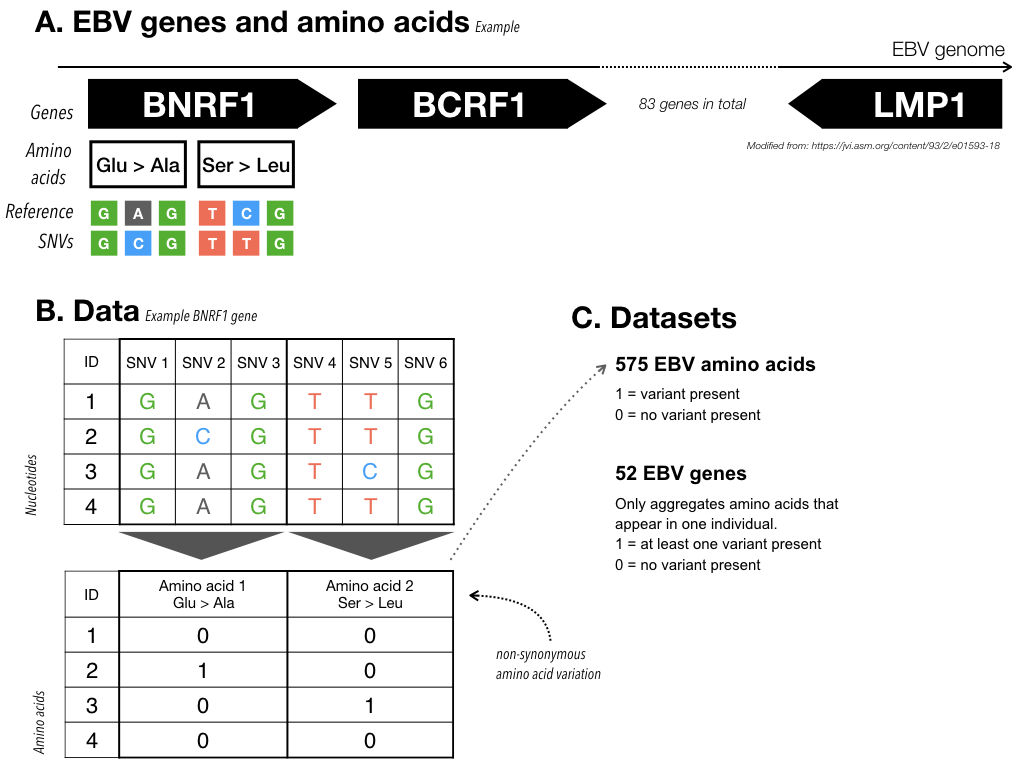 A. EBV genes and amino acids Example
EBV genome
Genes BNRF1 BCRF1 83 genes in total LMP1
Modified from: https://jvi.asm.org/content/93/2/e01593-18
Amino acids Glu > Ala Ser > Leu
Reference G A G T C G
SNVs G C G T T G
B. Data Example BNRF1 gene
Nucleotides
ID SNV 1 SNV 2 SNV 3 SNV 4 SNV 5 SNV 6
1 G A G T T G
2 G C G T T G
3 G A G T C G
4 G A G T T G
Amino acids
ID Amino acid 1 Glu > Ala Amino acid 2 Ser > Leu
1 0 0
2 1 0
3 0 1
4 0 0
non-synonymous
amino acid variation
C. Datasets
575 EBV amino acids
1 = variant present
0 = no variant present
52 EBV genes
Only aggregates amino acids that
appear in one individual.
1 = at least one variant present
0 = no variant present